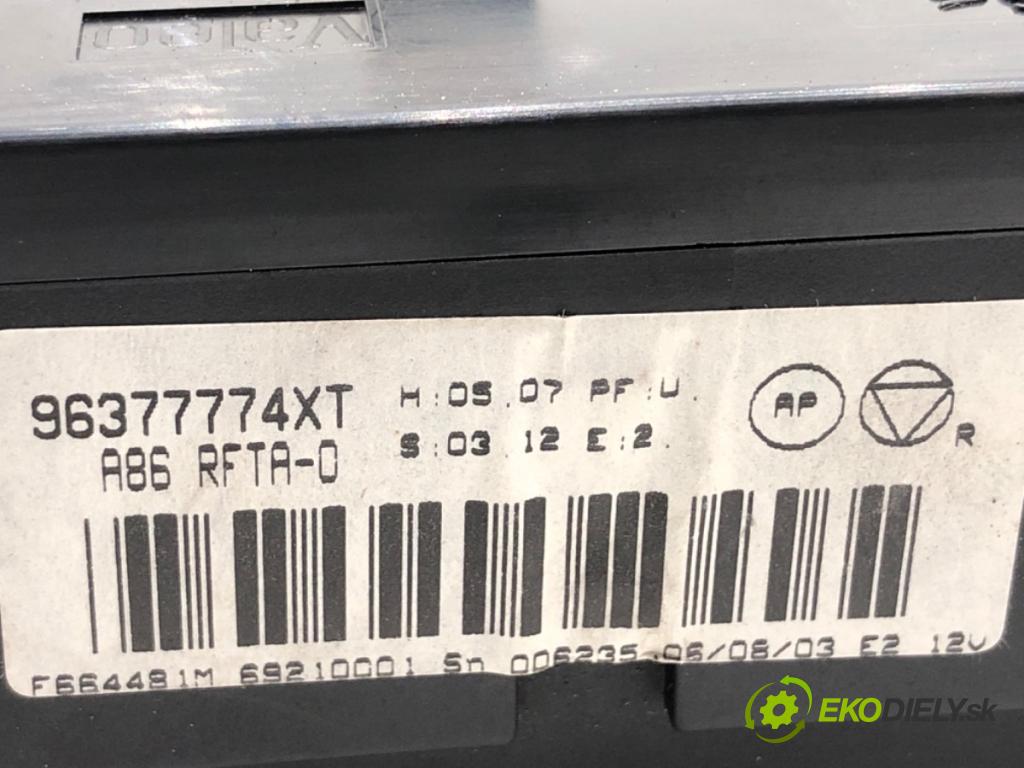 Valeo
96377774XT
H:05.07 PF:U.
A86 RFTA-0
S:03 12 E:2.
AP
R
F664481M 69210001 Sn 006235 06/08/03 E2 12V
EKODIELY.sk